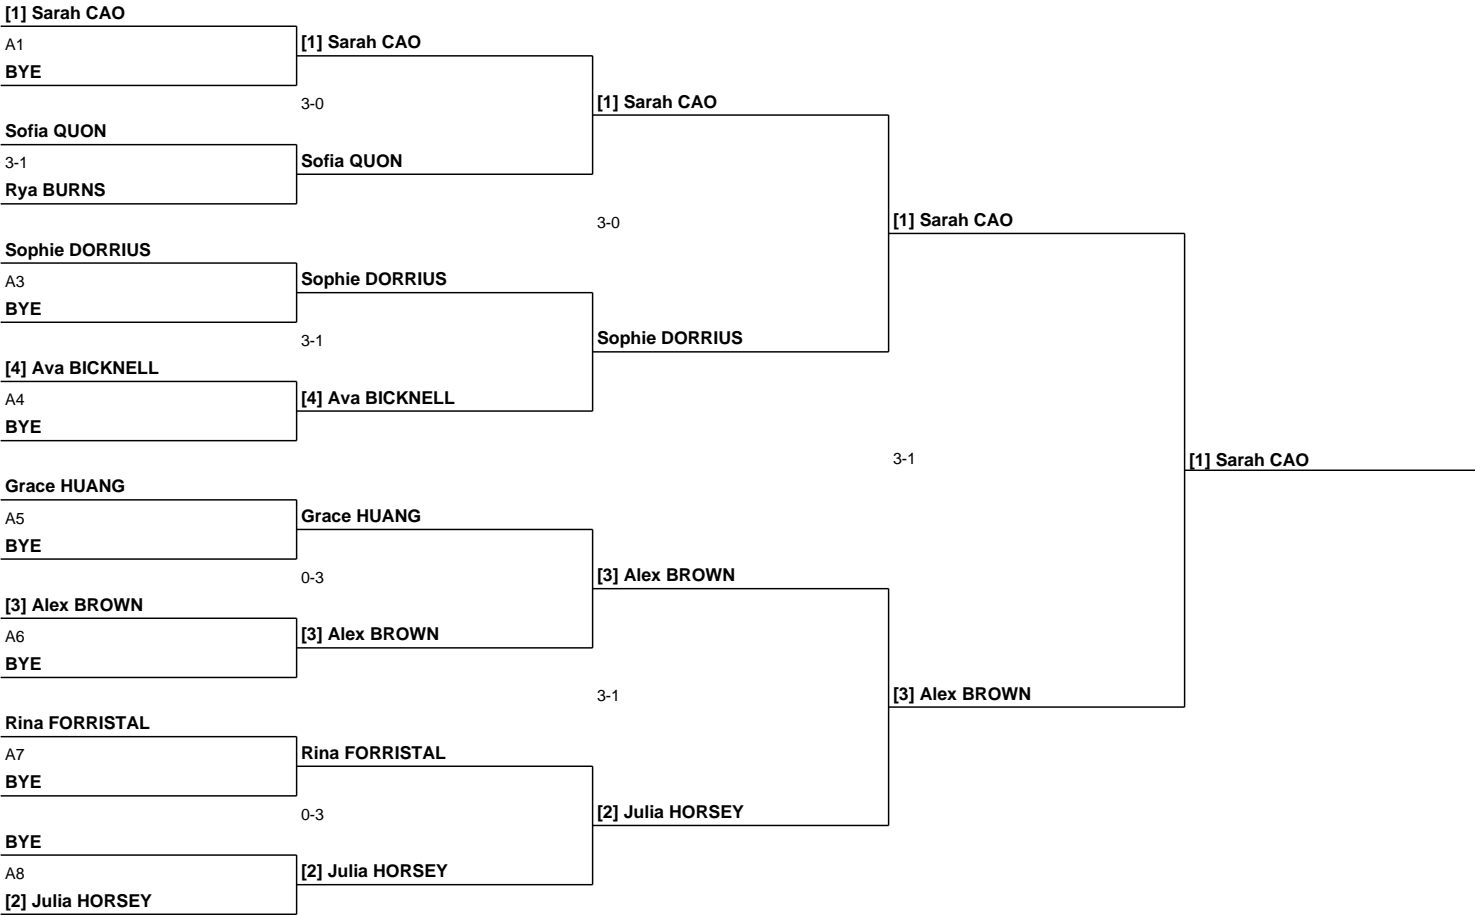 [1] Sarah CAO
A1
BYE
Sofia QUON
3-1
Rya BURNS
Sophie DORRIUS
A3
BYE
[4] Ava BICKNELL
A4
BYE
Grace HUANG
A5
BYE
[3] Alex BROWN
A6
BYE
Rina FORRISTAL
A7
BYE
BYE
A8
[2] Julia HORSEY
[1] Sarah CAO
3-0
Sofia QUON
Sophie DORRIUS
3-1
[4] Ava BICKNELL
Grace HUANG
0-3
[3] Alex BROWN
Rina FORRISTAL
0-3
[2] Julia HORSEY
[1] Sarah CAO
3-0
Sophie DORRIUS
[3] Alex BROWN
3-1
[2] Julia HORSEY
[1] Sarah CAO
3-1
[3] Alex BROWN
[1] Sarah CAO